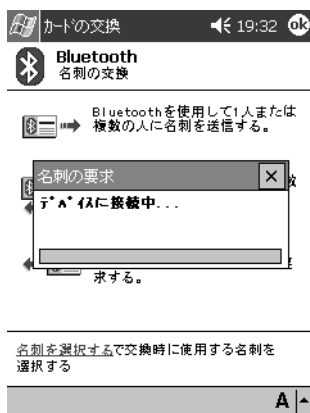 カードの交換 19:32 ok
Bluetooth
名刺の交換
Bluetoothを使用して1人または
複数の人に名刺を送信する。
名刺の要求
数
デバイスに接続中...
求する。
名刺を選択するで交換時に使用する名刺を
選択する
A